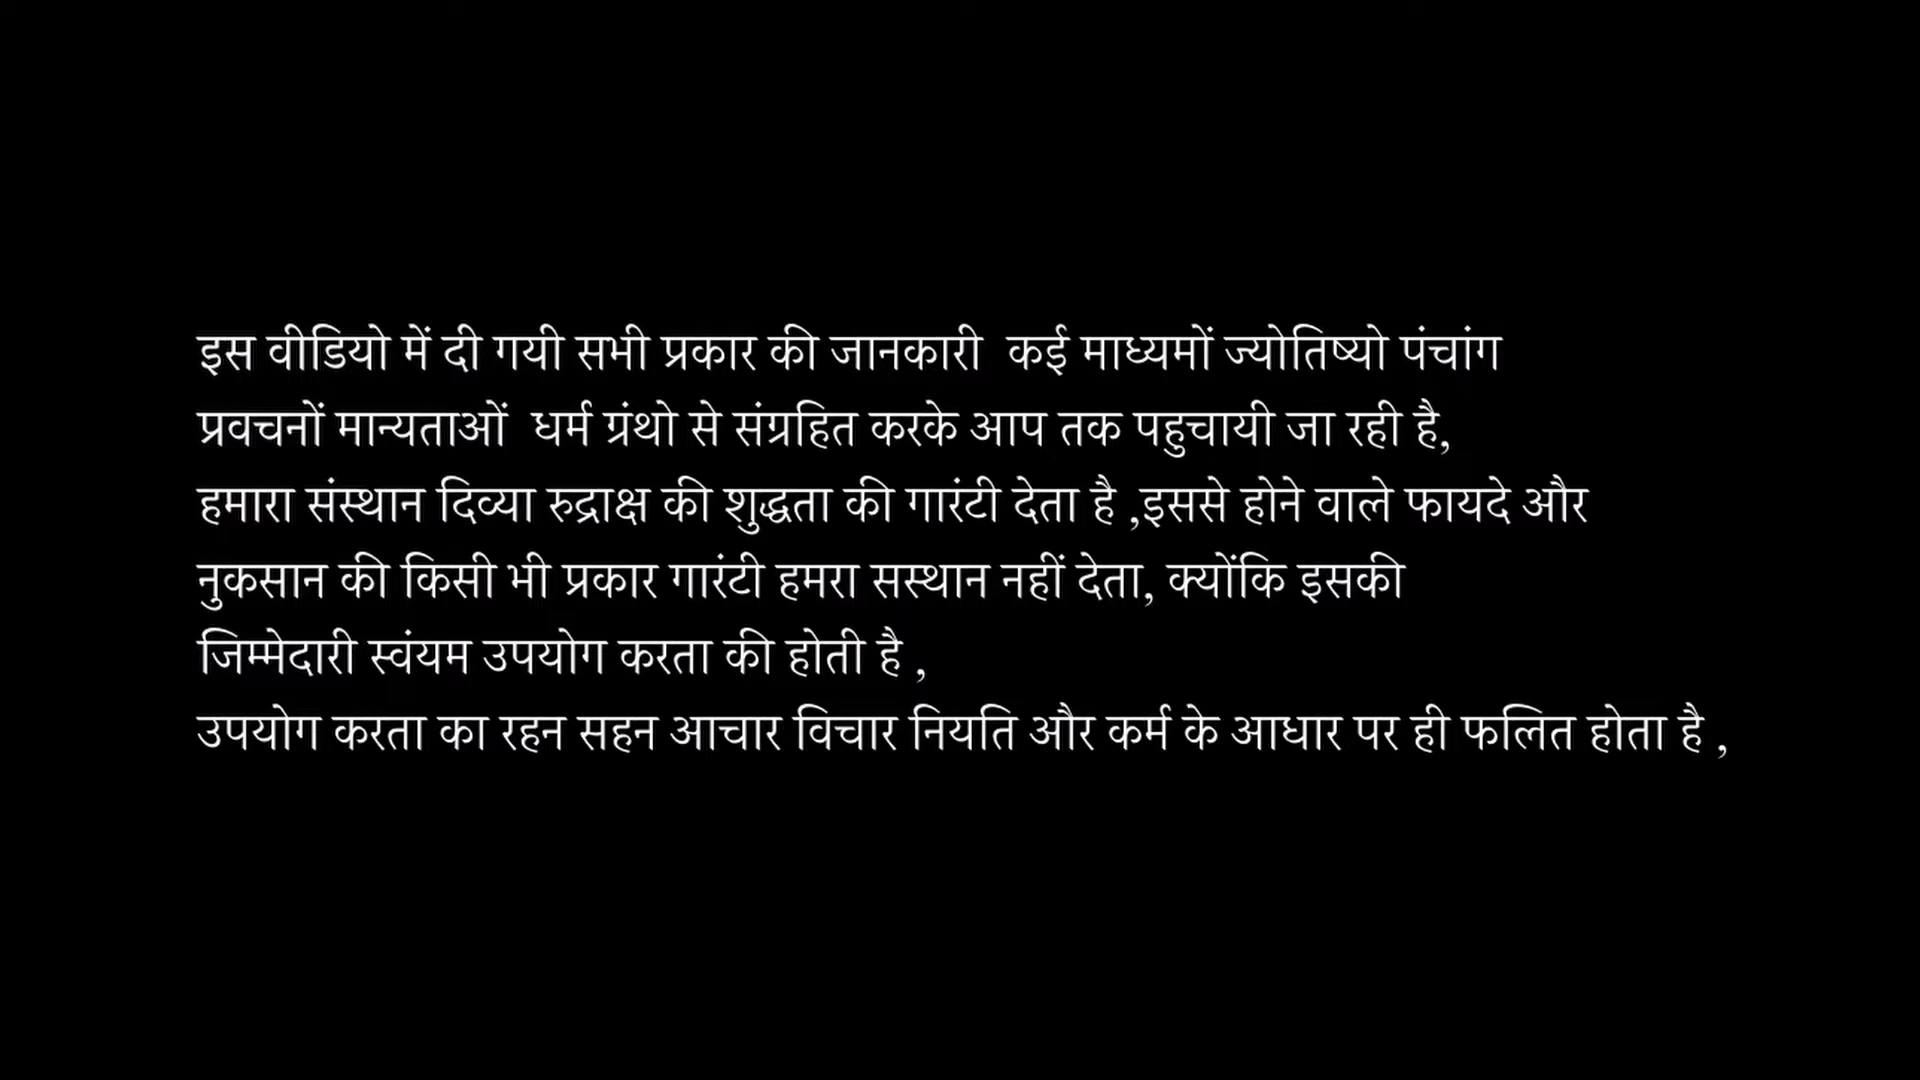 इस वीडियो में दी गयी सभी प्रकार की जानकारी  कई माध्यमों ज्योतिष्यो पंचांग
प्रवचनों मान्यताओं  धर्म ग्रंथो से संग्रहित करके आप तक पहुचायी जा रही है,
हमारा संस्थान दिव्या रुद्राक्ष की शुद्धता की गारंटी देता है ,इससे होने वाले फायदे और
नुकसान की किसी भी प्रकार गारंटी हमरा सस्थान नहीं देता, क्योंकि इसकी
जिम्मेदारी स्वंयम उपयोग करता की होती है ,
उपयोग करता का रहन सहन आचार विचार नियति और कर्म के आधार पर ही फलित होता है ,